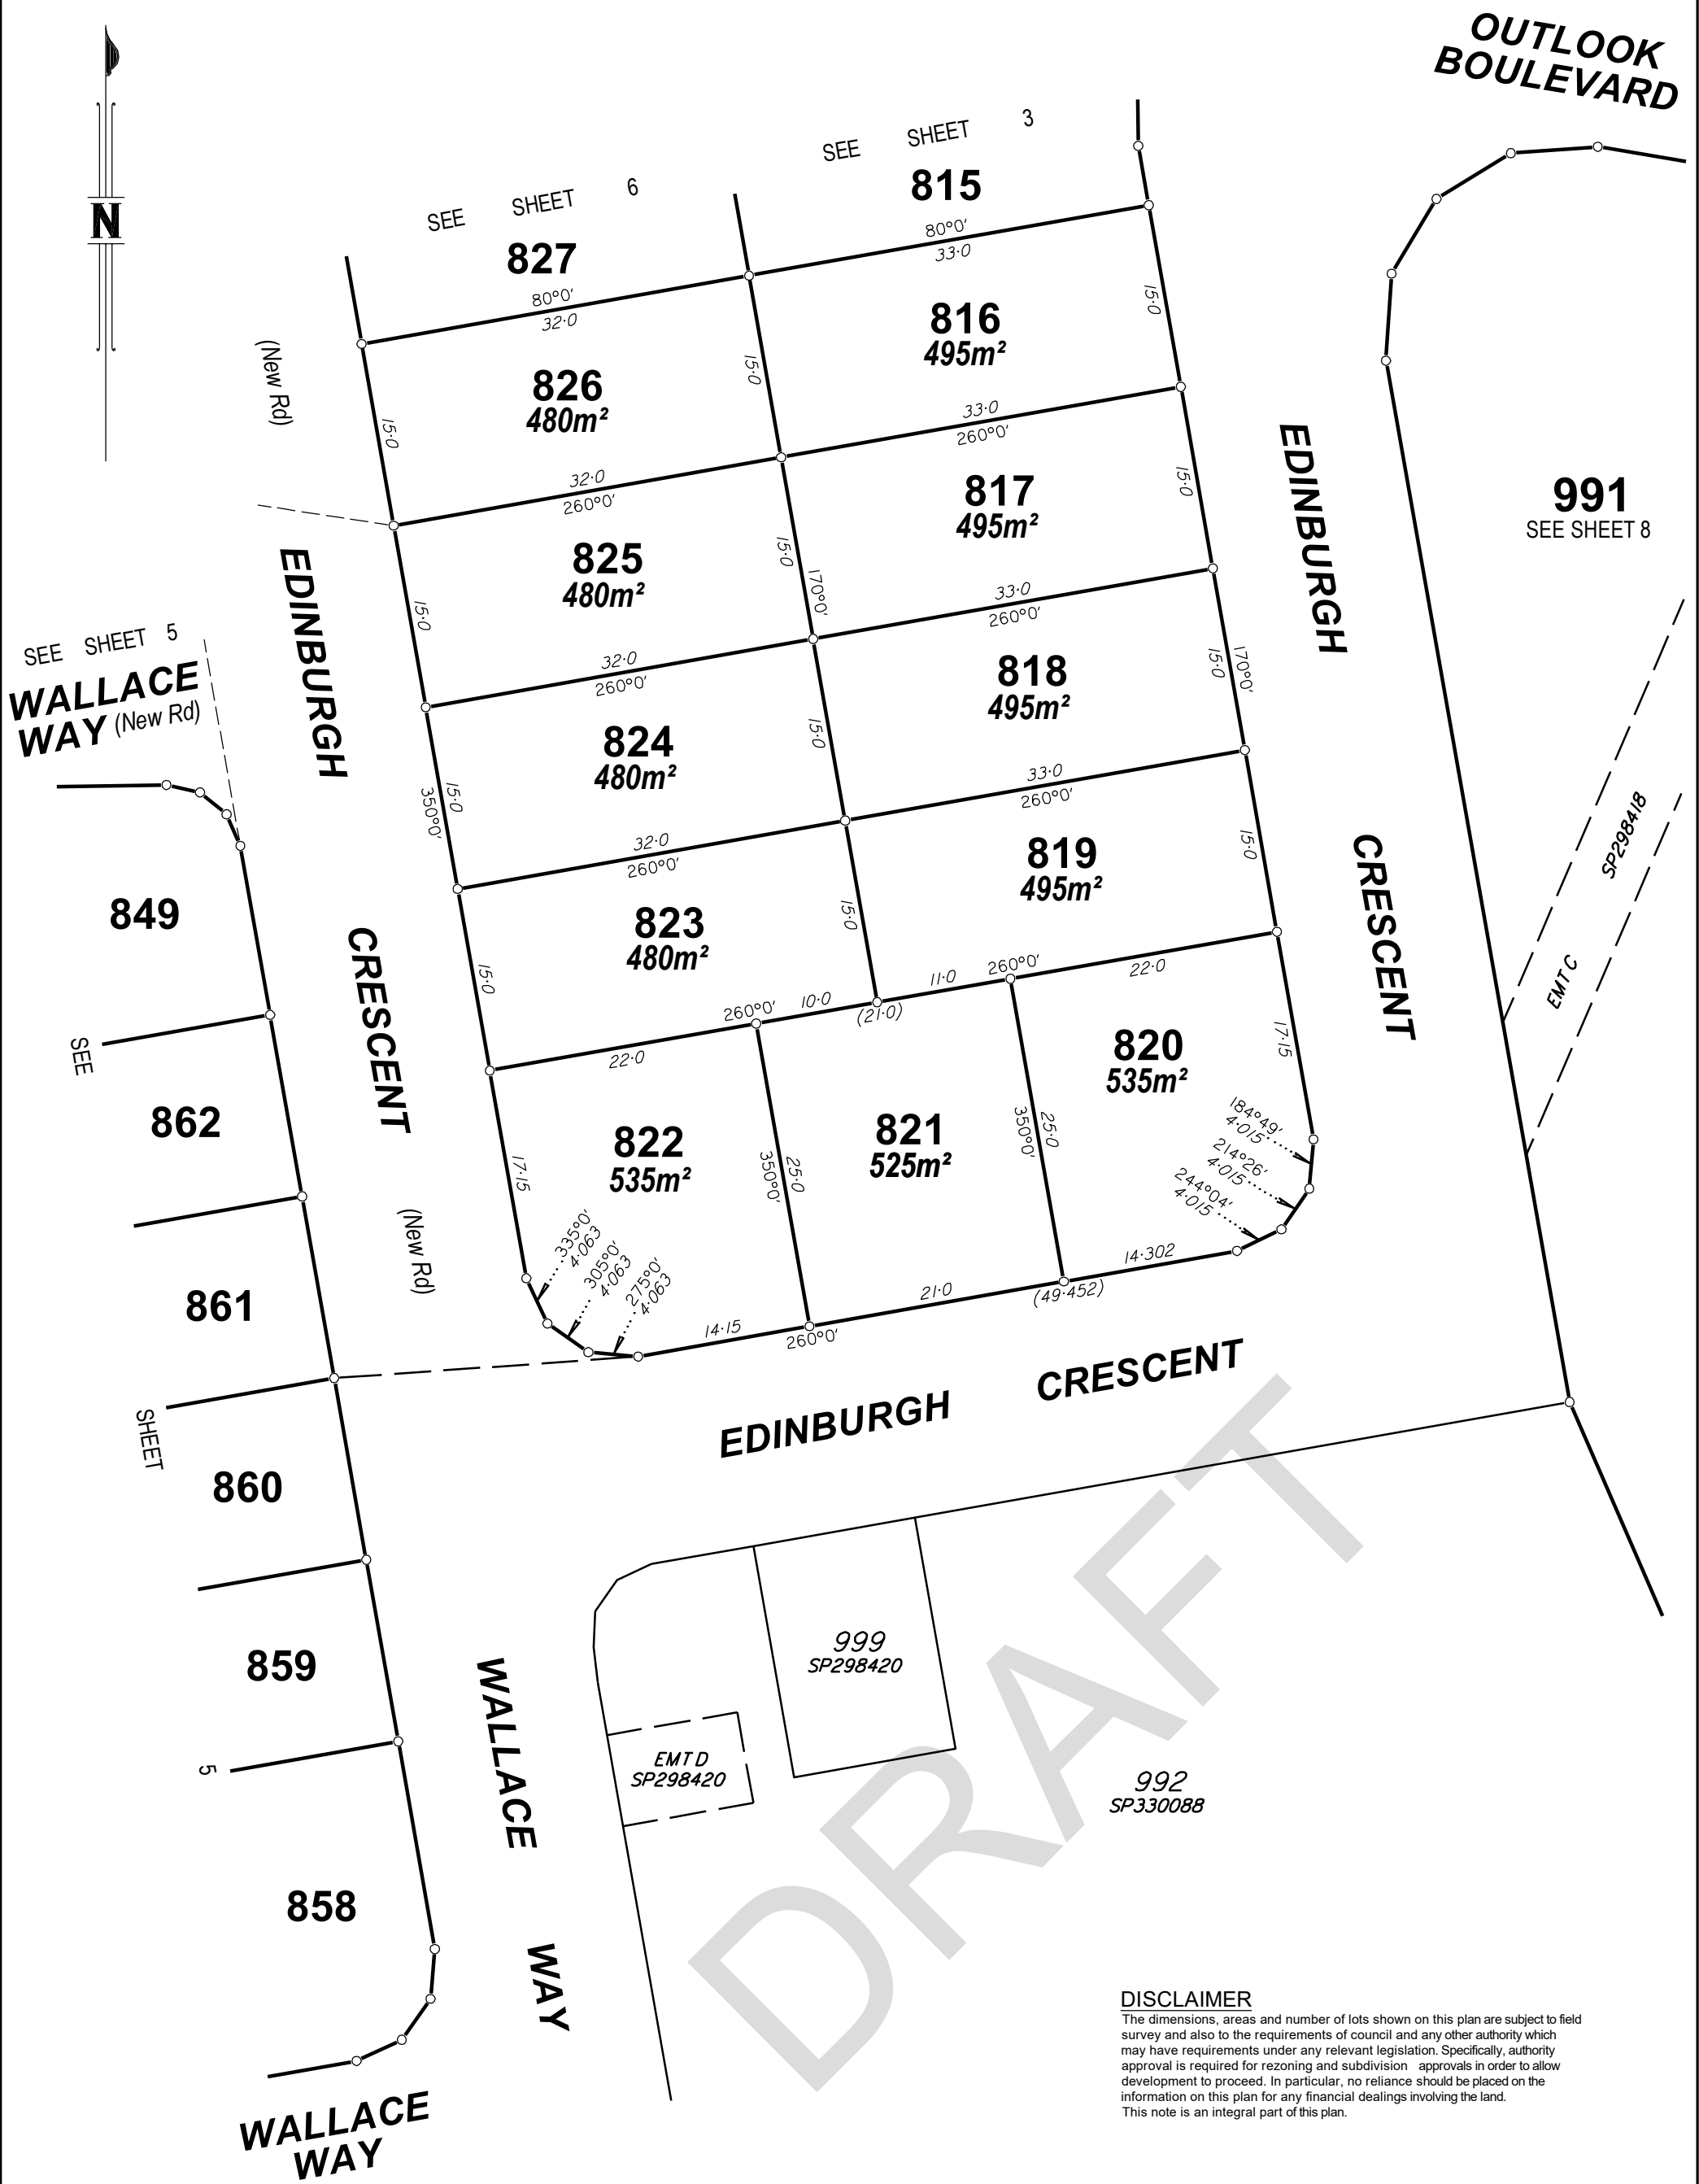 OUTLOOK
BOULEVARD
N
SEE SHEET 3
815
SEE SHEET 6
827
80°0'
33·0
80°0'
32·0
(New Rd)
15·0
826
480m²
15·0
816
495m²
15·0
32·0
260°0'
33·0
260°0'
15·0
825
480m²
15·0
170°0'
817
495m²
15·0
EDINBURGH
991
SEE SHEET 8
EDINBURGH
32·0
260°0'
33·0
260°0'
SEE SHEET 5
WALLACE
WAY (New Rd)
350°0'
15·0
824
480m²
15·0
818
495m²
15·0
170°0'
32·0
260°0'
33·0
260°0'
SP298418
EMT C
849
CRESCENT
15·0
823
480m²
15·0
819
495m²
15·0
CRESCENT
22·0
260°0'
10·0
(21·0)
11·0
260°0'
22·0
SEE
862
17·15
822
535m²
350°0'
25·0
821
525m²
350°0'
25·0
820
535m²
17·15
184°49'
4·015
214°26'
4·015
244°04'
4·015
(New Rd)
335°0'
4·063
305°0'
4·063
275°0'
4·063
861
14·15
260°0'
21·0
(49·452)
14·302
EDINBURGH CRESCENT
SHEET
860
859
5
858
WALLACE
WAY
999
SP298420
EMT D
SP298420
992
SP330088
DRAFT
WALLACE
WAY
DISCLAIMER
The dimensions, areas and number of lots shown on this plan are subject to field
survey and also to the requirements of council and any other authority which
may have requirements under any relevant legislation. Specifically, authority
approval is required for rezoning and subdivision approvals in order to allow
development to proceed. In particular, no reliance should be placed on the
information on this plan for any financial dealings involving the land.
This note is an integral part of this plan.